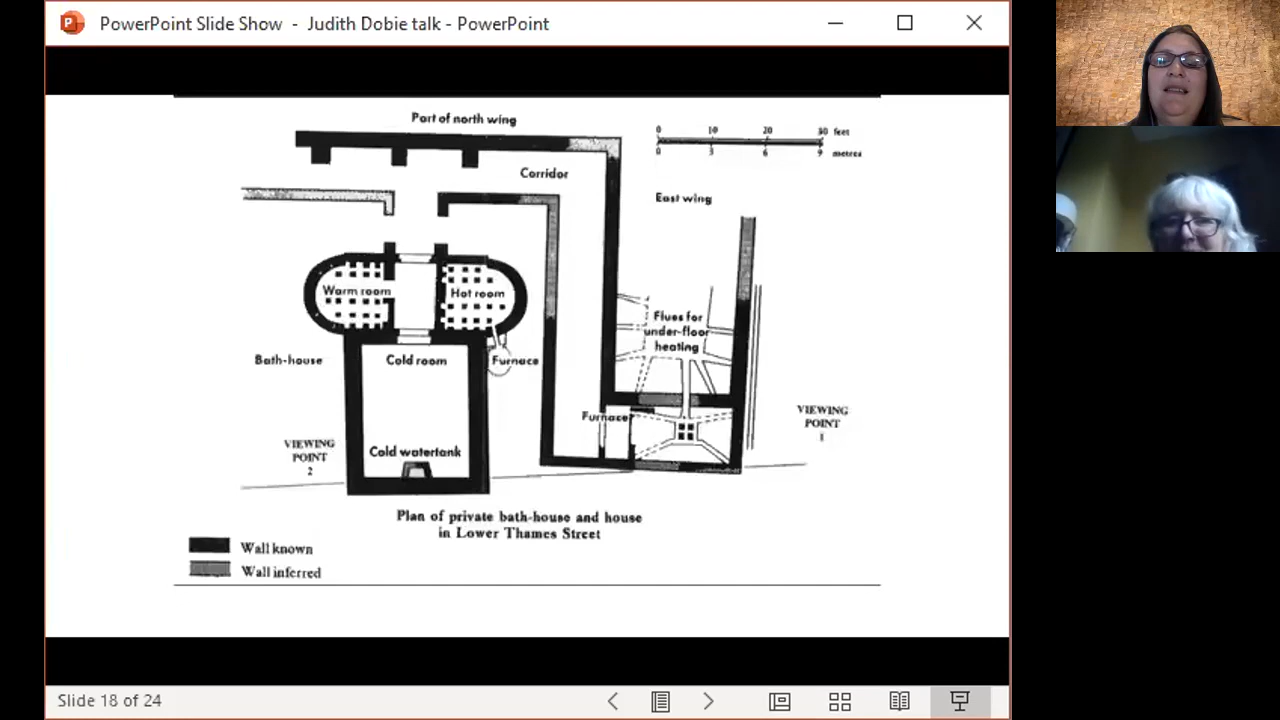 PowerPoint Slide Show - Judith Dobie talk - PowerPoint
Part of north wing
0 10 20 30 feet
0 3 6 9 metres
Corridor
East wing
Warm room
Hot room
Flues for
under-floor
heating
Bath-house
Cold room
Furnace
Furnace
VIEWING
POINT
1
VIEWING
POINT
2
Cold watertank
Plan of private bath-house and house
in Lower Thames Street
Wall known
Wall inferred
Slide 18 of 24